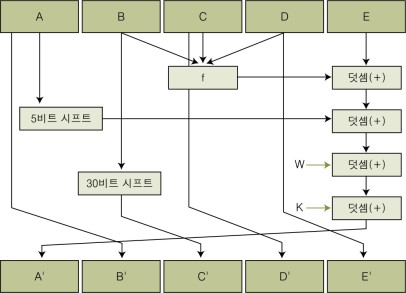 A B C D E
f
덧셈(+)
5비트 시프트
덧셈(+)
W
덧셈(+)
30비트 시프트
K
덧셈(+)
A' B' C' D' E'